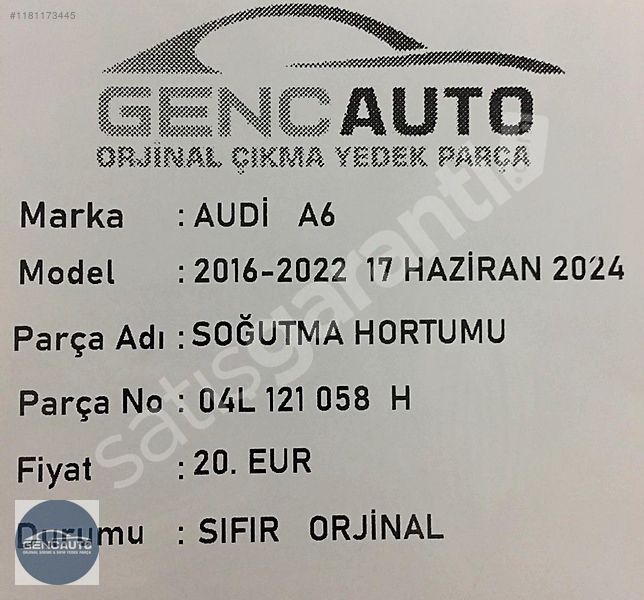 #1181173445
GENCAUTO
ORJİNAL ÇIKMA YEDEK PARÇA
Marka : AUDİ A6
Model : 2016-2022 17 HAZİRAN 2024
Parça Adı : SOĞUTMA HORTUMU
Parça No : 04L 121 058 H
Fiyat : 20. EUR
Durumu : SIFIR ORJİNAL
GENCAUTO
satışgaranti